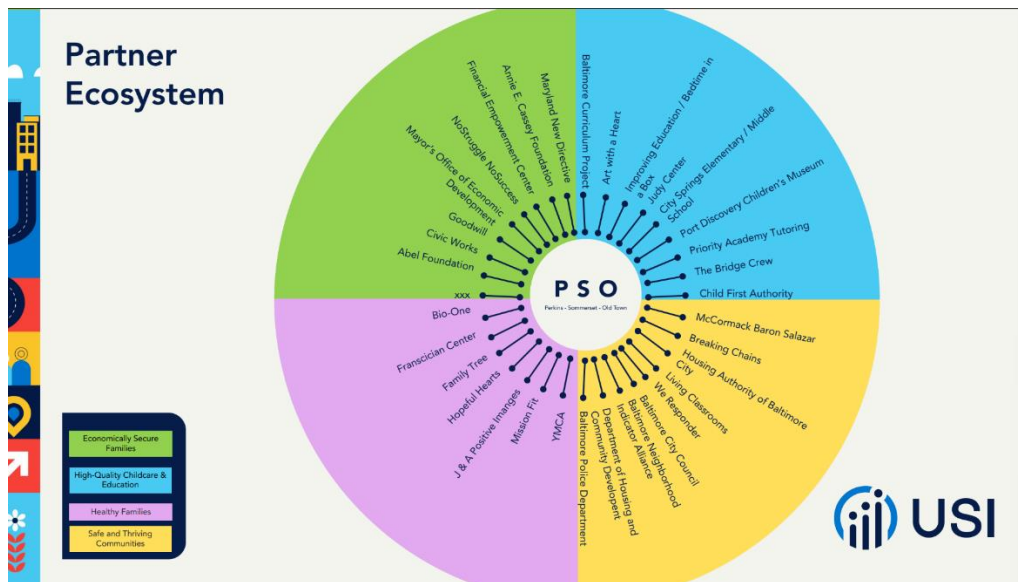 Partner
Ecosystem
Maryland New Directive
Annie E. Cassey Foundation
Financial Empowerment Center
NoStruggle NoSuccess
Mayor's Office of Economic
Development
Goodwill
Civic Works
Abel Foundation
xxx
Baltimore Curriculum Project
Art with a Heart
Improving Education / Bedtime in
a Box
Judy Center
City Springs Elementary / Middle
School
Port Discovery Children's Museum
Priority Academy Tutoring
The Bridge Crew
Child First Authority
PSO
Perkins - Sommerset - Old Town
McCormack Baron Salazar
Breaking Chains
Housing Authority of Baltimore
City
Living Classrooms
We Responder
Baltimore City Council
Baltimore Neighborhood
Indicator Alliance
Department of Housing and
Community Developent
Baltimore Police Department
Bio-One
Franscician Center
Family Tree
Hopeful Hearts
J & A Positive Imanges
Mission Fit
YMCA
Economically Secure
Families
High-Quality Childcare &
Education
Healthy Families
Safe and Thriving
Communities
USI